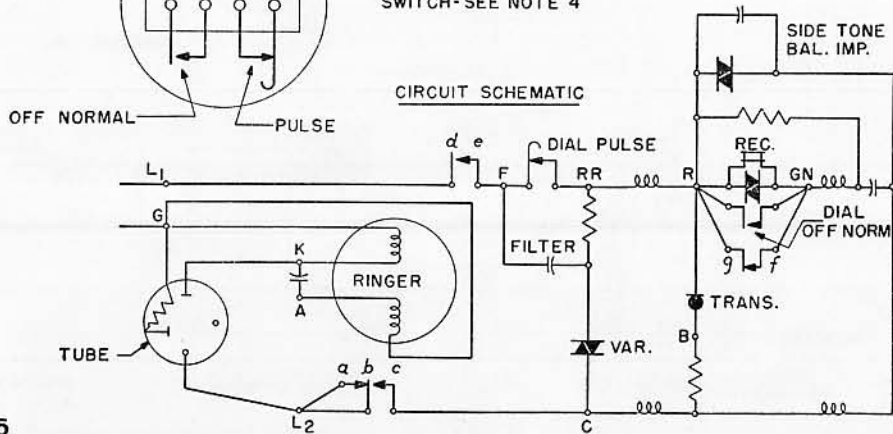 SWITCH-SEE NOTE 4
OFF NORMAL
PULSE
CIRCUIT SCHEMATIC
SIDE TONE
BAL. IMP.
L1
d e
F
DIAL PULSE
RR
R
REC.
GN
G
K
FILTER
RINGER
A
DIAL
OFF NORM
g f
TRANS.
TUBE
VAR.
B
a b c
L2
C
5